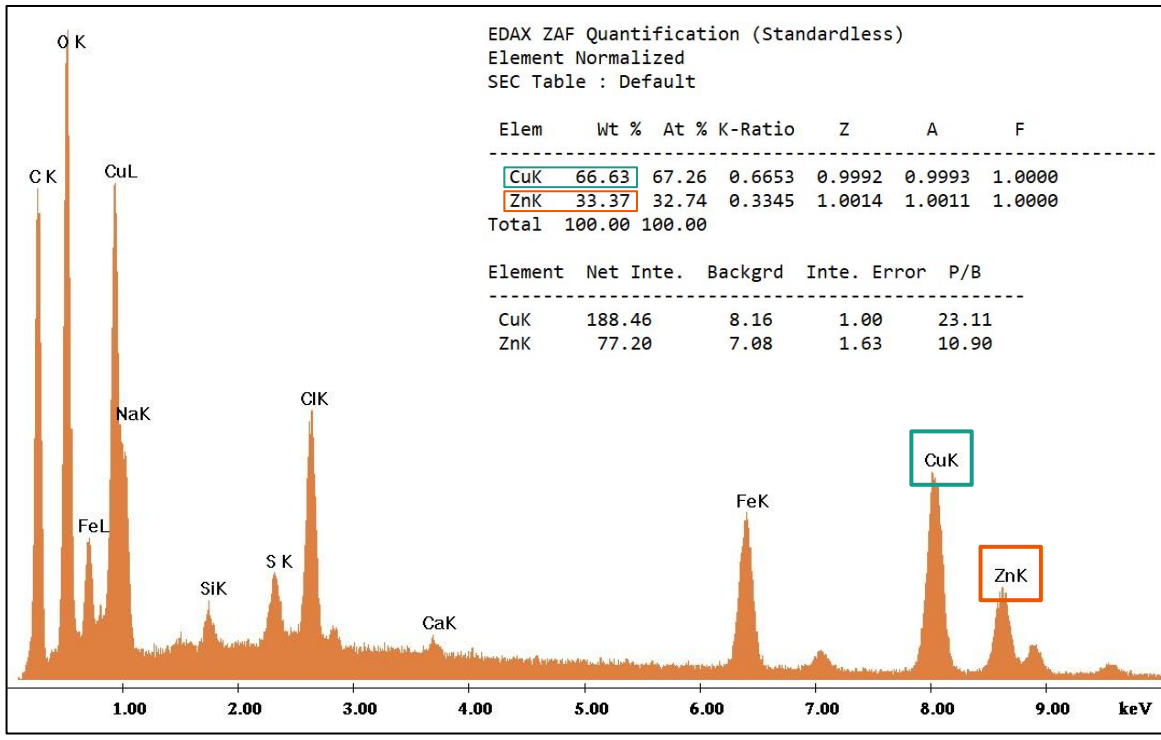 EDAX ZAF Quantification (Standardless)
Element Normalized
SEC Table : Default
Elem Wt % At % K-Ratio Z A F
CuK 66.63 67.26 0.6653 0.9992 0.9993 1.0000
ZnK 33.37 32.74 0.3345 1.0014 1.0011 1.0000
Total 100.00 100.00
Element Net Inte. Backgrd Inte. Error P/B
CuK 188.46 8.16 1.00 23.11
ZnK 77.20 7.08 1.63 10.90
O K
C K
CuL
NaK
FeL
SiK
S K
ClK
CaK
FeK
CuK
ZnK
1.00 2.00 3.00 4.00 5.00 6.00 7.00 8.00 9.00 keV